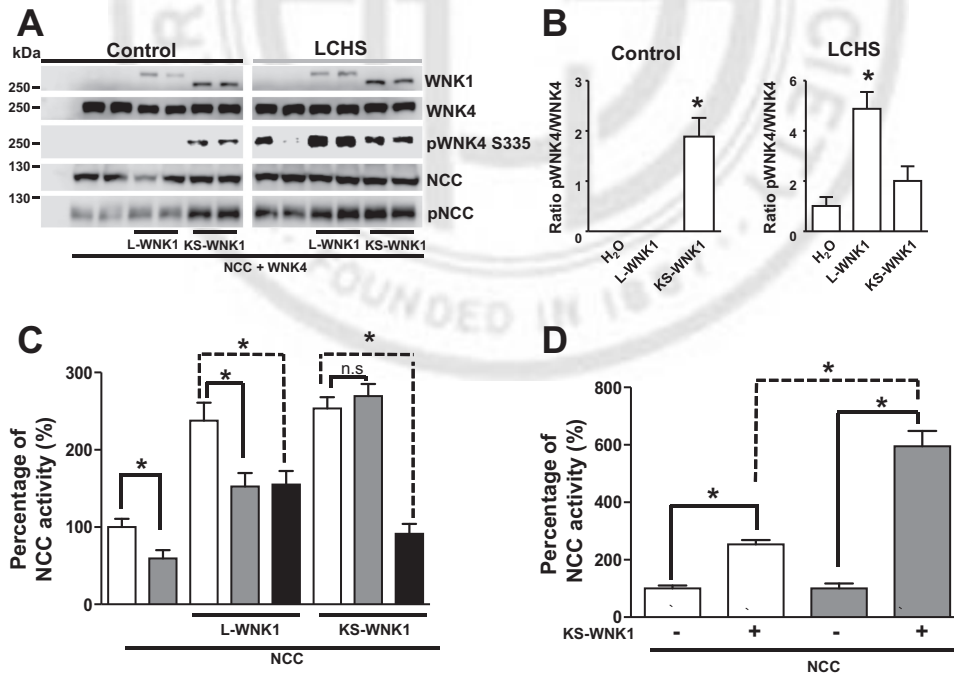 A
kDa
Control
LCHS
250
WNK1
250
WNK4
250
pWNK4 S335
130
NCC
130
pNCC
L-WNK1 KS-WNK1 L-WNK1 KS-WNK1
NCC + WNK4
B
Control
LCHS
Ratio pWNK4/WNK4
3
2
1
0
*
H2O
L-WNK1
KS-WNK1
Ratio pWNK4/WNK4
6
4
2
0
*
H2O
L-WNK1
KS-WNK1
FOUNDED IN
C
Percentage of
NCC activity (%)
300
200
100
0
*
*
*
n.s
*
L-WNK1
KS-WNK1
NCC
D
Percentage of
NCC activity (%)
800
600
400
200
0
*
*
*
KS-WNK1 - + - +
NCC